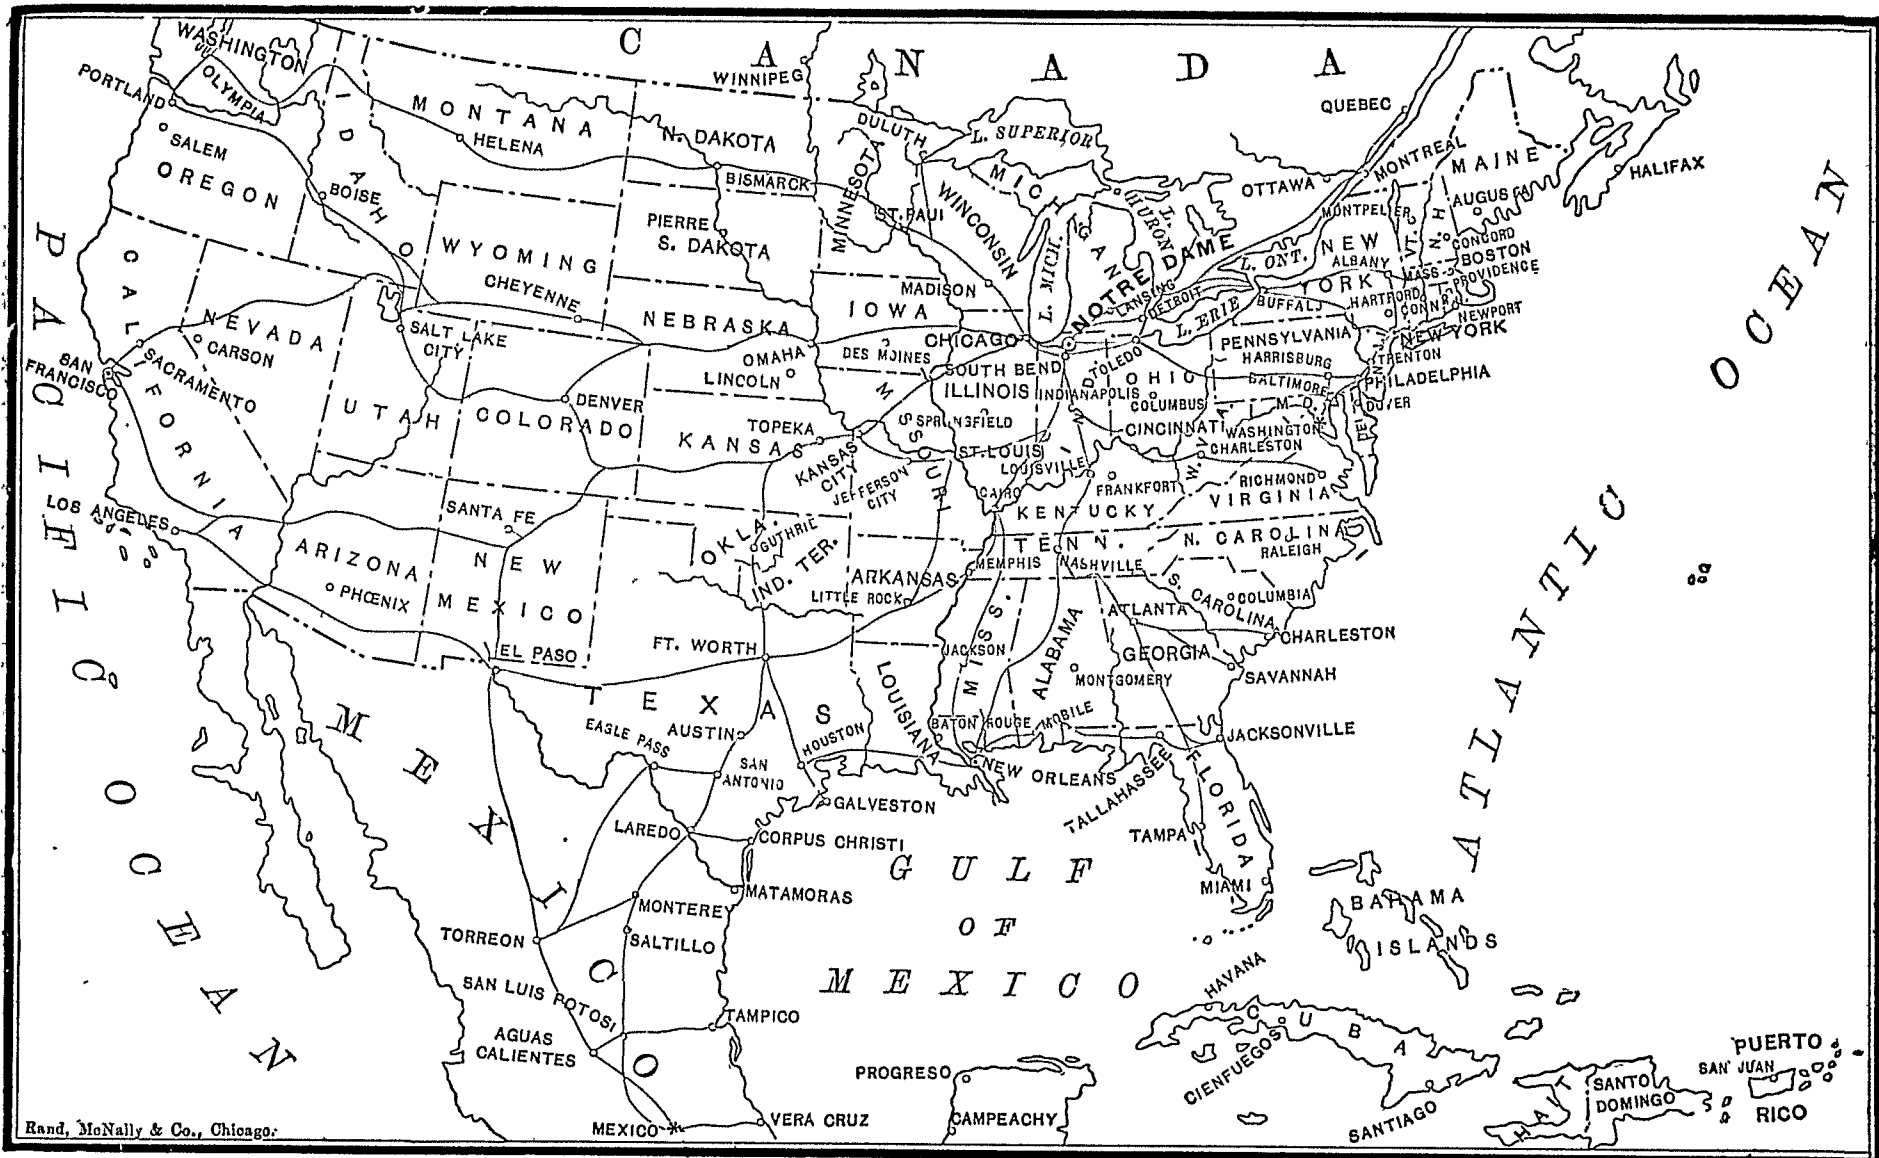 C A N A D A
WASHINGTON
OLYMPIA
PORTLAND
SALEM
OREGON
IDAHO
BOISE
MONTANA
HELENA
N. DAKOTA
BISMARCK
WINNIPEG
DULUTH
L. SUPERIOR
MINNESOTA
ST. PAUL
WINCONSIN
MICHIGAN
L. MICH.
L. HURON
PIERRE
S. DAKOTA
WYOMING
CHEYENNE
NEBRASKA
OMAHA
LINCOLN
IOWA
DES MOINES
MADISON
CHICAGO
NOTRE DAME
LANSING
DETROIT
L. ERIE
L. ONT.
TOLEDO
SOUTH BEND
ILLINOIS
SPRINGFIELD
IND.
INDIANAPOLIS
OHIO
COLUMBUS
CINCINNATI
QUEBEC
MONTREAL
OTTAWA
MAINE
AUGUSTA
HALIFAX
MONTPELIER
VT.
N. H.
CONCORD
BOSTON
MASS.
PROVIDENCE
NEW YORK
ALBANY
BUFFALO
HARTFORD
CONN.
R. I.
NEWPORT
NEW YORK
PENNSYLVANIA
HARRISBURG
TRENTON
N. J.
PHILADELPHIA
BALTIMORE
M D.
DOVER
DEL.
WASHINGTON
W. VA.
CHARLESTON
RICHMOND
VIRGINIA
CALIFORNIA
SAN FRANCISCO
SACRAMENTO
LOS ANGELES
NEVADA
CARSON
SALT LAKE CITY
UTAH
COLORADO
DENVER
KANSAS
TOPEKA
KANSAS CITY
MISSOURI
JEFFERSON CITY
ST. LOUIS
CAIRO
LOUISVILLE
FRANKFORT
KENTUCKY
TENN.
MEMPHIS
NASHVILLE
N. CAROLINA
RALEIGH
S. CAROLINA
COLUMBIA
CHARLESTON
ARIZONA
PHŒNIX
NEW MEXICO
SANTA FE
EL PASO
OKLA.
GUTHRIE
IND. TER.
ARKANSAS
LITTLE ROCK
FT. WORTH
TEXAS
AUSTIN
EAGLE PASS
SAN ANTONIO
HOUSTON
GALVESTON
LAREDO
CORPUS CHRISTI
LOUISIANA
BATON ROUGE
NEW ORLEANS
MISS.
JACKSON
ALABAMA
MONTGOMERY
MOBILE
GEORGIA
ATLANTA
SAVANNAH
JACKSONVILLE
TALLAHASSEE
FLORIDA
TAMPA
MIAMI
MEXICO
MATAMORAS
MONTEREY
SALTILLO
TORREON
SAN LUIS POTOSI
AGUAS CALIENTES
TAMPICO
MEXICO
VERA CRUZ
PROGRESO
CAMPEACHY
GULF
OF
MEXICO
BAHAMA
ISLANDS
HAVANA
CUBA
CIENFUEGOS
SANTIAGO
HAITI
SANTO DOMINGO
PUERTO RICO
SAN JUAN
PACIFIC OCEAN
ATLANTIC OCEAN
Rand, McNally & Co., Chicago.